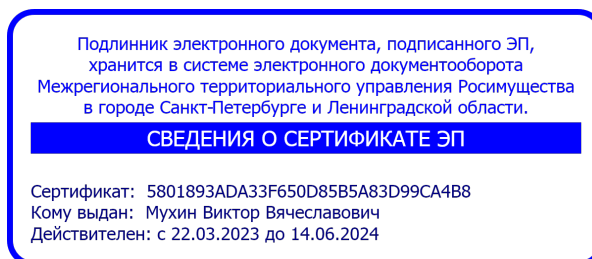 Подлинник электронного документа, подписанного ЭП,
хранится в системе электронного документооборота
Межрегионального территориального управления Росимущества
в городе Санкт-Петербурге и Ленинградской области.
СВЕДЕНИЯ О СЕРТИФИКАТЕ ЭП
Сертификат: 5801893ADA33F650D85B5A83D99CA4B8
Кому выдан: Мухин Виктор Вячеславович
Действителен: с 22.03.2023 до 14.06.2024